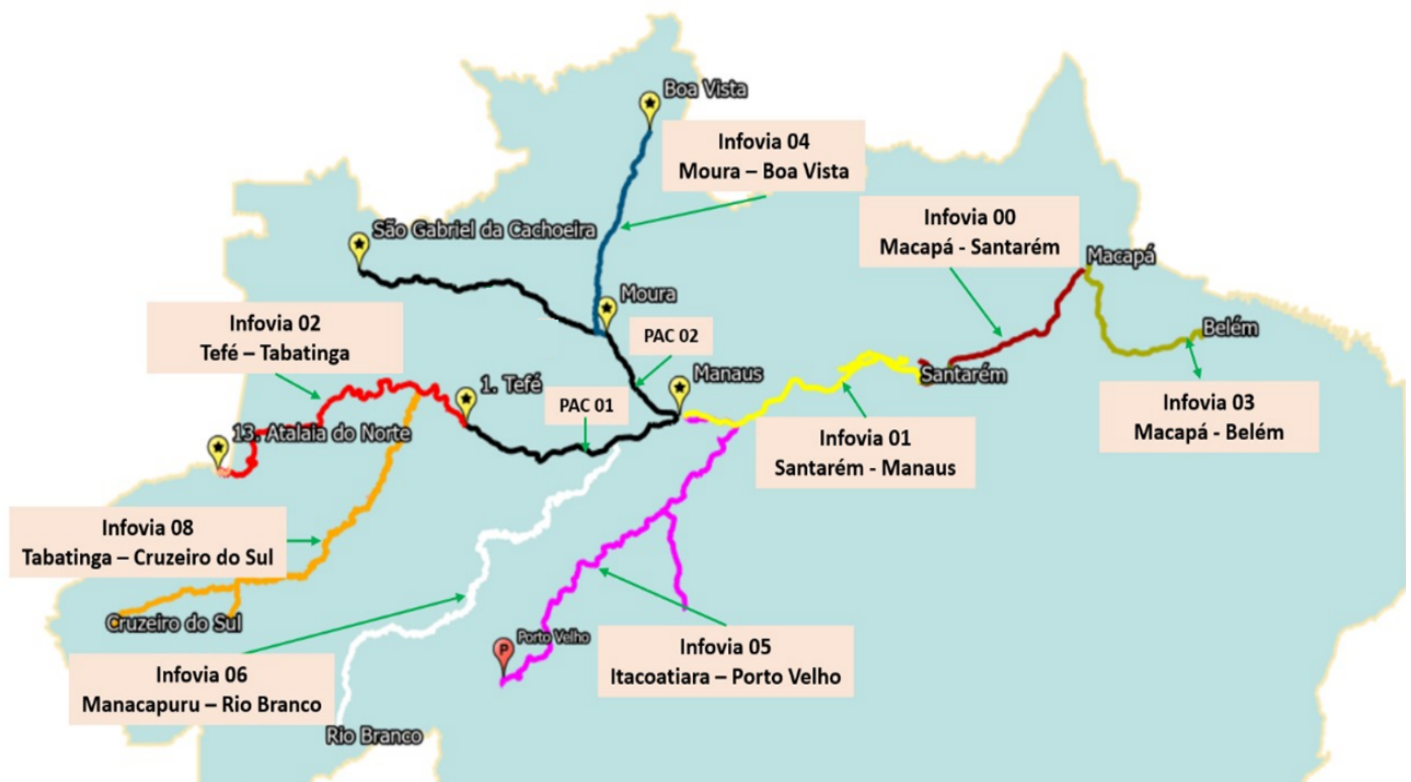 Boa Vista
Infovia 04
Moura – Boa Vista
São Gabriel da Cachoeira
Infovia 00
Macapá - Santarém
Macapá
Moura
Infovia 02
Tefé – Tabatinga
PAC 02
Belém
Manaus
Santarém
1. Tefé
PAC 01
Infovia 03
Macapá - Belém
13. Atalaia do Norte
Infovia 01
Santarém - Manaus
Infovia 08
Tabatinga – Cruzeiro do Sul
Cruzeiro do Sul
P
Porto Velho
Infovia 05
Itacoatiara – Porto Velho
Infovia 06
Manacapuru – Rio Branco
Rio Branco